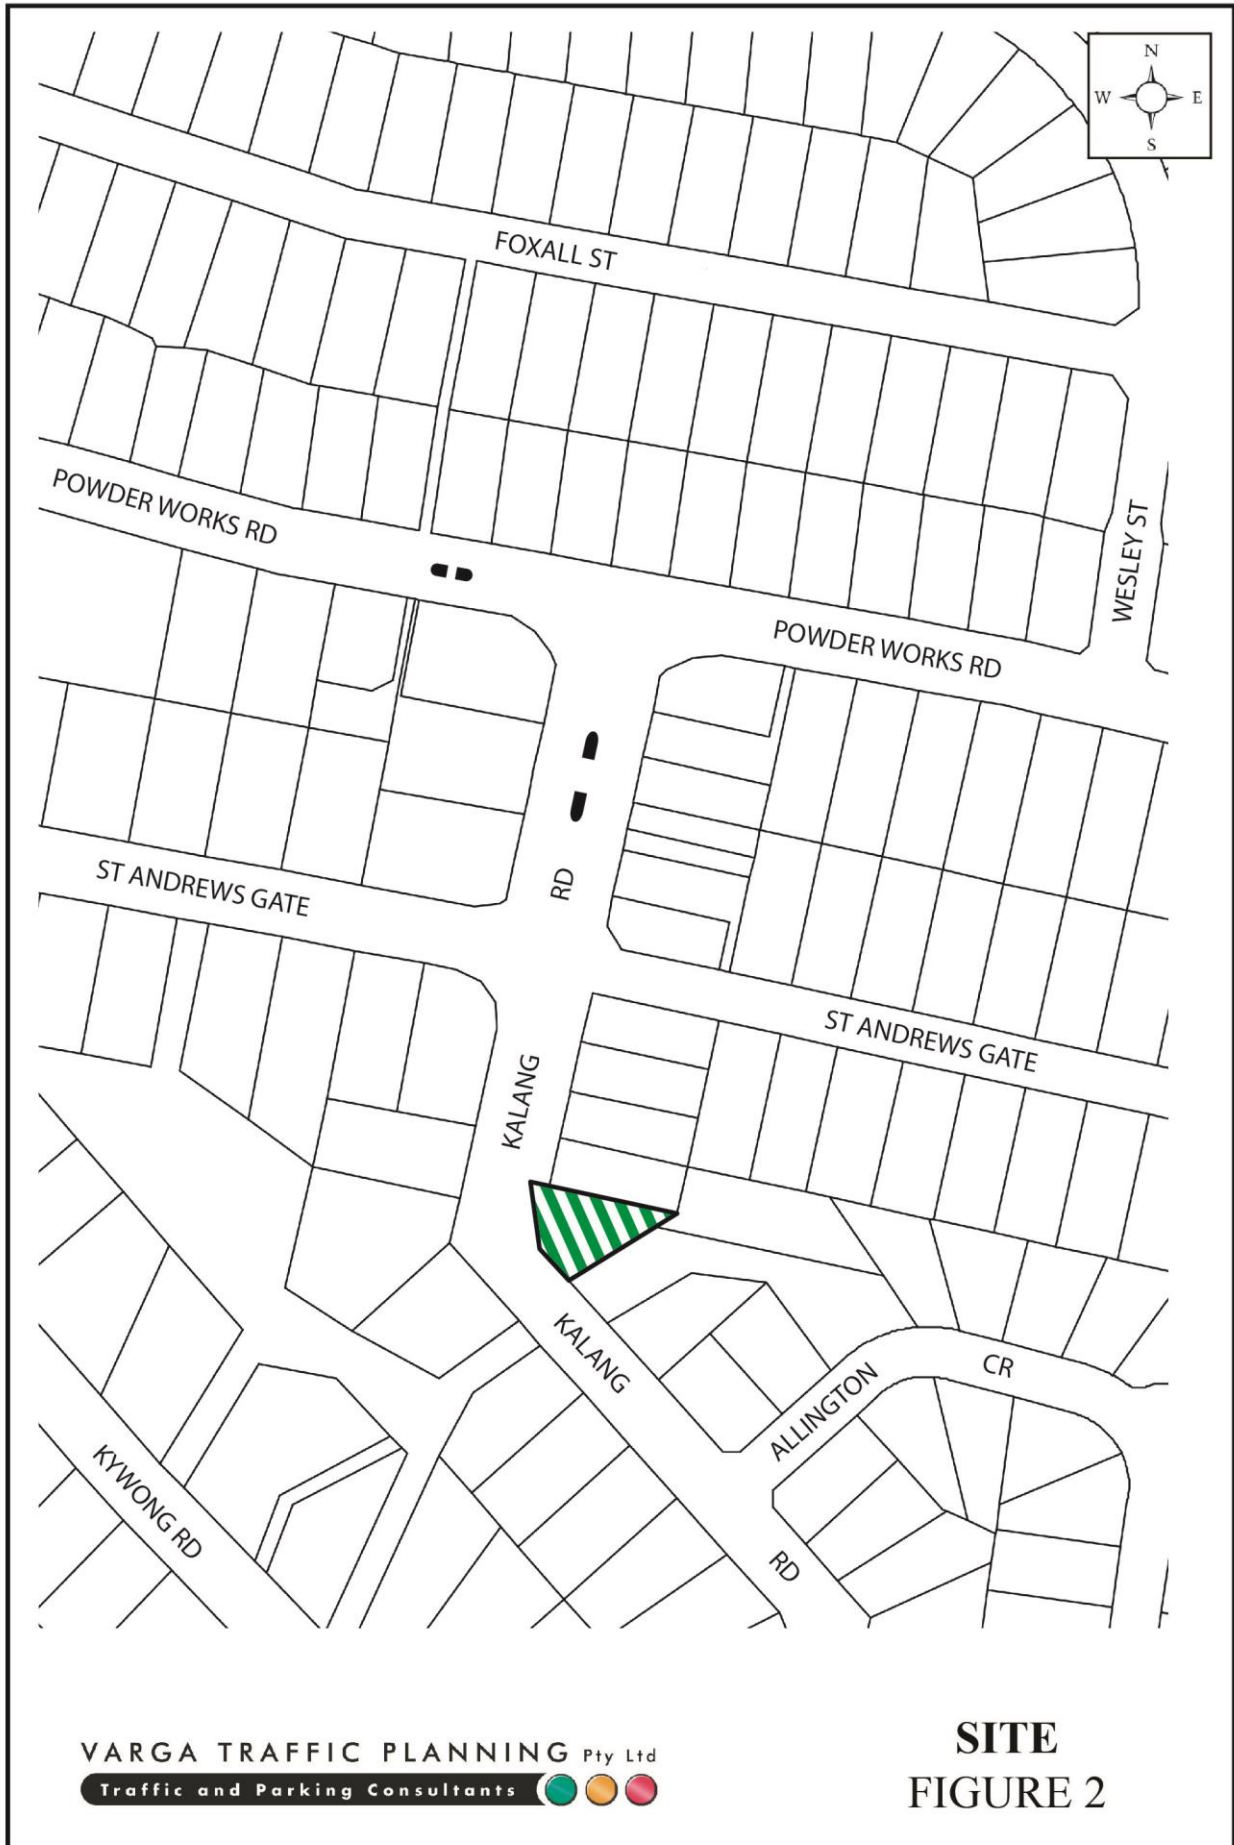 N
W E
S
FOXALL ST
POWDER WORKS RD
WESLEY ST
POWDER WORKS RD
RD
ST ANDREWS GATE
ST ANDREWS GATE
KALANG
KALANG
CR
ALLINGTON
KYWONG RD
RD
SITE
VARGA TRAFFIC PLANNING Pty Ltd
Traffic and Parking Consultants
FIGURE 2